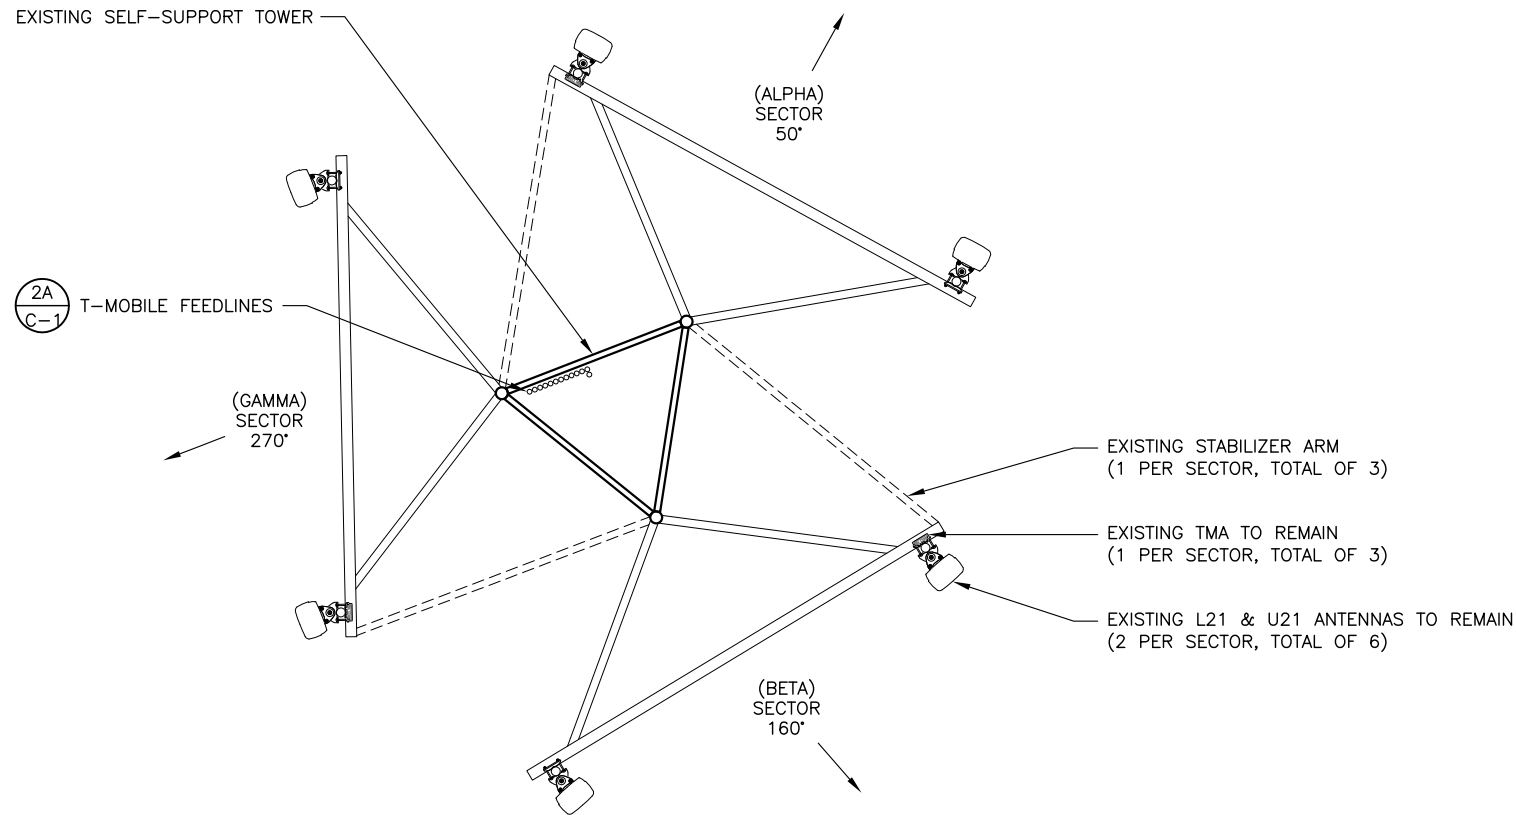 EXISTING SELF-SUPPORT TOWER
(ALPHA)
SECTOR
50°
2A
C-1
T-MOBILE FEEDLINES
(GAMMA)
SECTOR
270°
EXISTING STABILIZER ARM
(1 PER SECTOR, TOTAL OF 3)
EXISTING TMA TO REMAIN
(1 PER SECTOR, TOTAL OF 3)
EXISTING L21 & U21 ANTENNAS TO REMAIN
(2 PER SECTOR, TOTAL OF 6)
(BETA)
SECTOR
160°